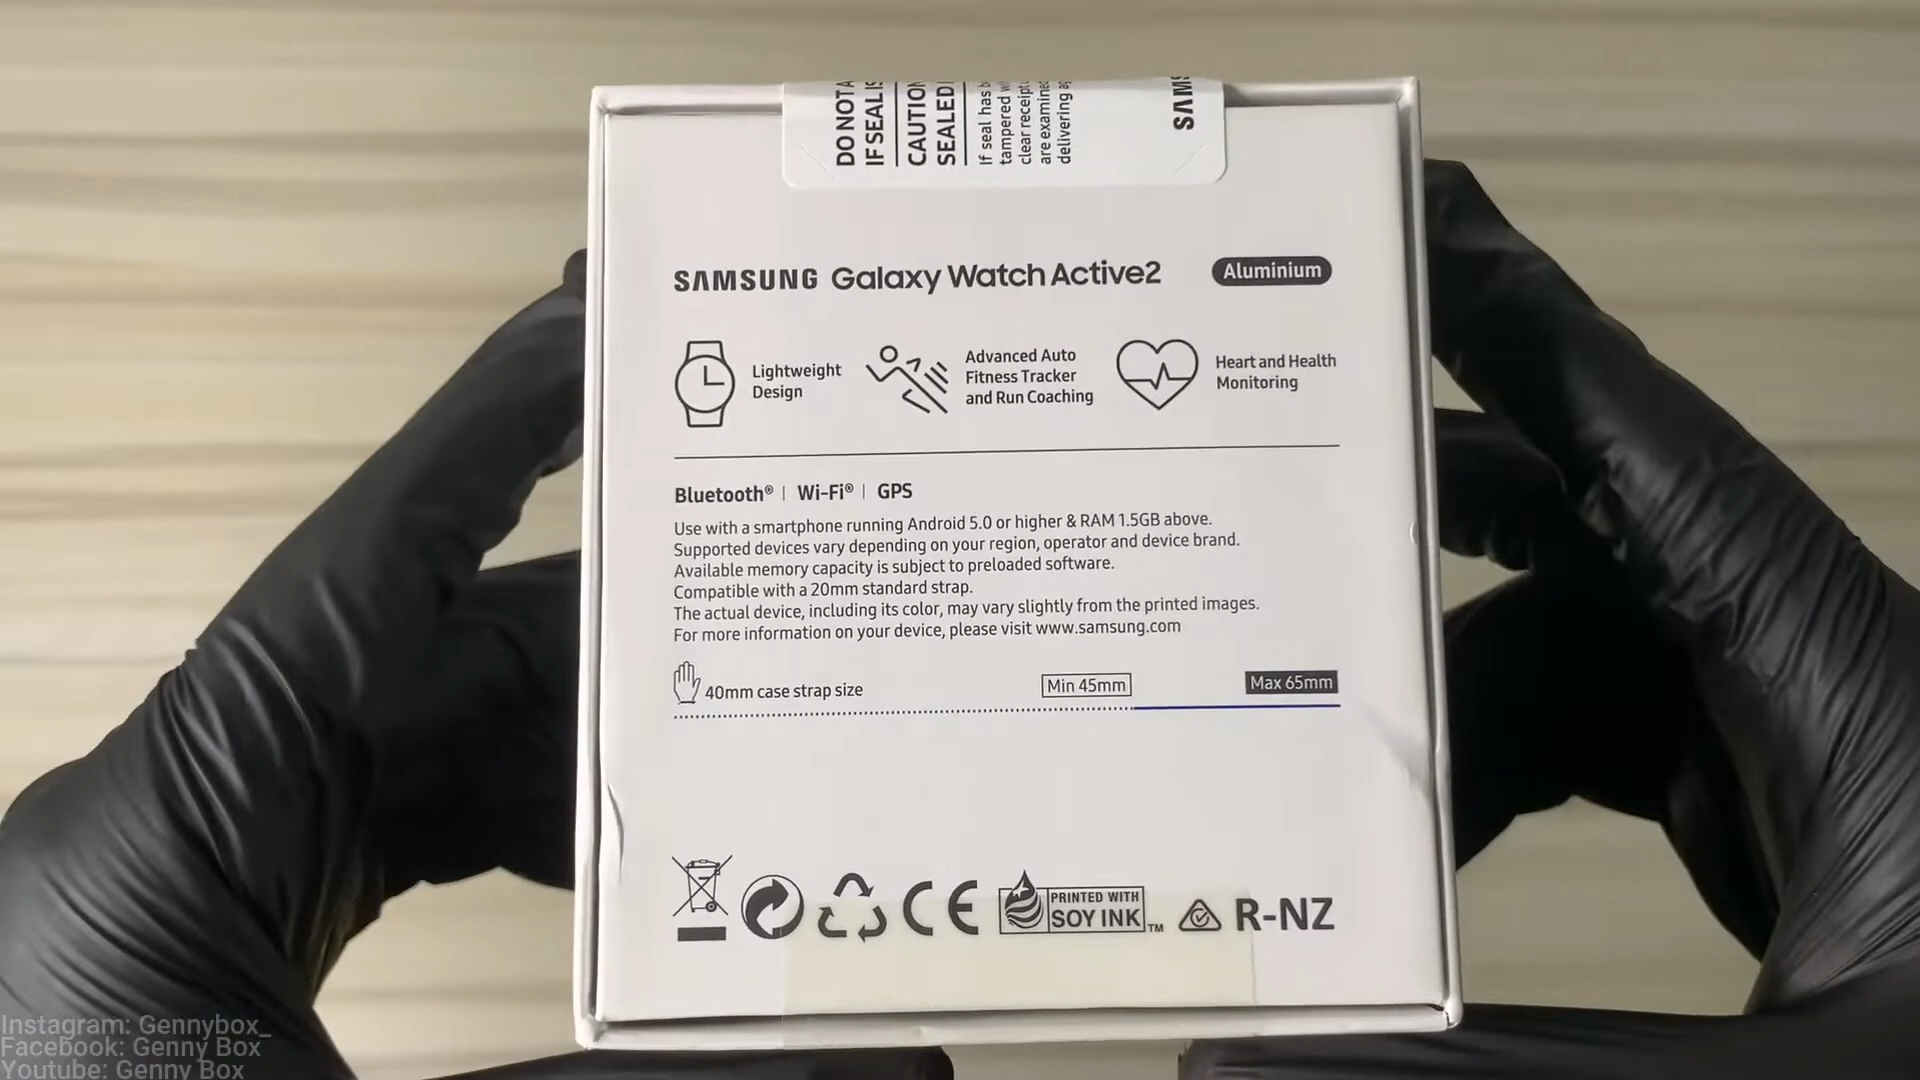 DO NOT A
IF SEAL IS
CAUTION
SEALED
If seal has b
tampered w
clear receipt
are examined
delivering ag
SAMS
SAMSUNG Galaxy Watch Active2
Aluminium
Lightweight
Design
Advanced Auto
Fitness Tracker
and Run Coaching
Heart and Health
Monitoring
Bluetooth® | Wi-Fi® | GPS
Use with a smartphone running Android 5.0 or higher & RAM 1.5GB above.
Supported devices vary depending on your region, operator and device brand.
Available memory capacity is subject to preloaded software.
Compatible with a 20mm standard strap.
The actual device, including its color, may vary slightly from the printed images.
For more information on your device, please visit www.samsung.com
40mm case strap size
Min 45mm
Max 65mm
CE
PRINTED WITH
SOY INK™
R-NZ
Instagram: Gennybox_
Facebook: Genny Box
Youtube: Genny Box